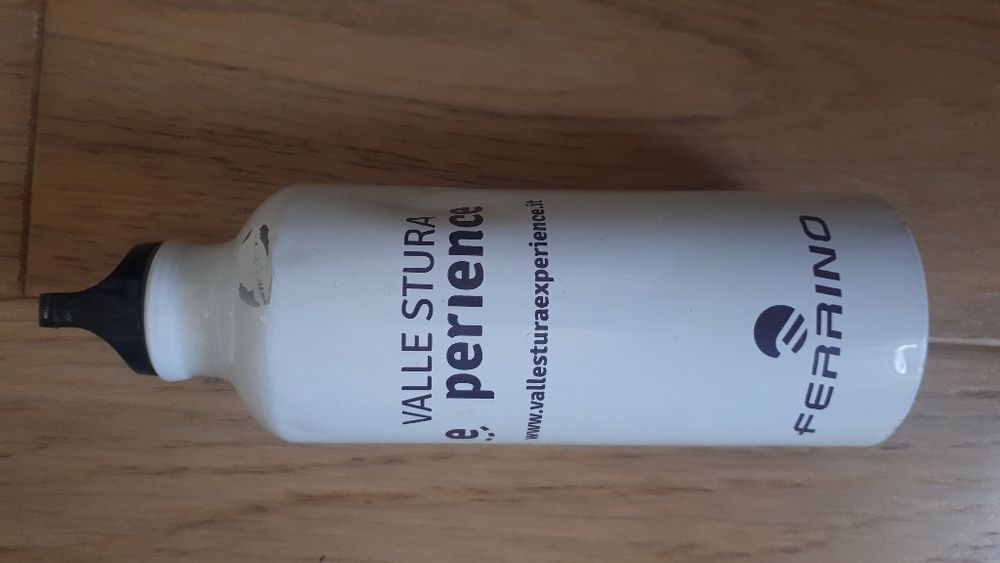 VALLE STURA
e perience
www.vallesturaexperience.it
FERRINO